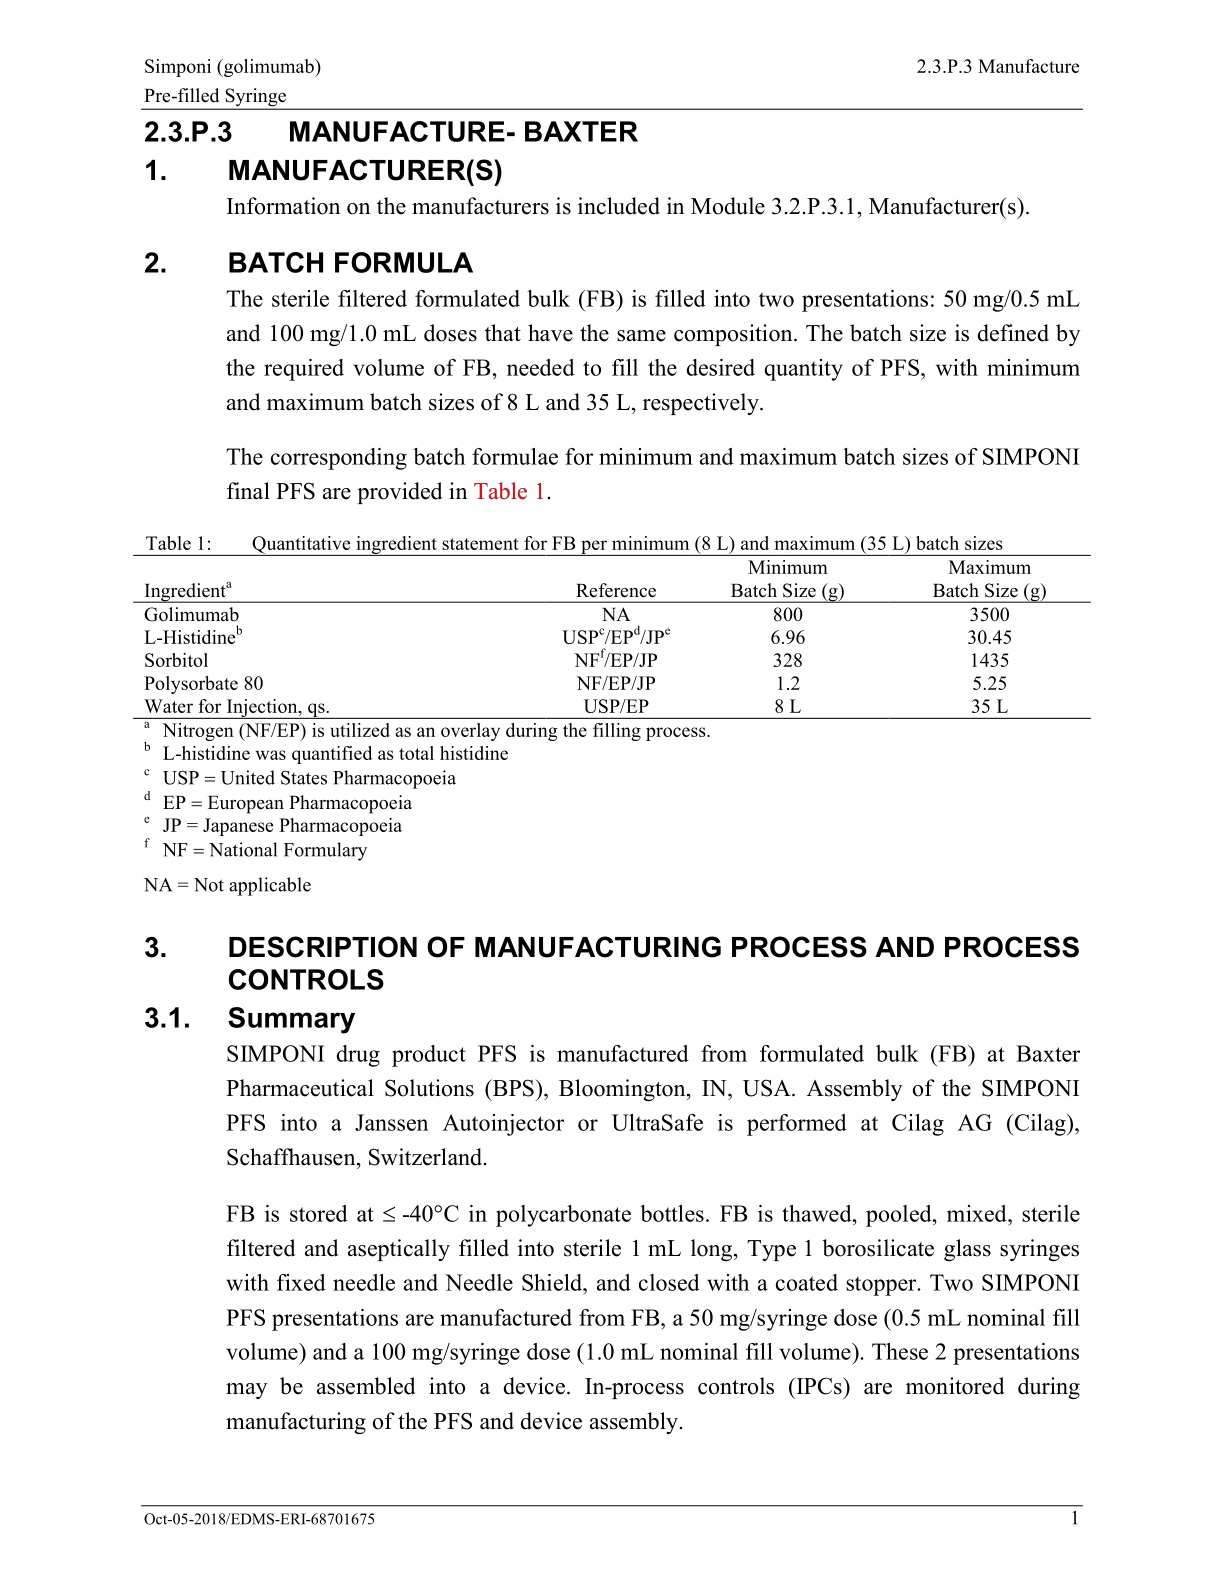 Simponi (golimumab) 2.3.P.3 Manufacture
Pre-filled Syringe
2.3.P.3 MANUFACTURE- BAXTER
1. MANUFACTURER(S)
Information on the manufacturers is included in Module 3.2.P.3.1, Manufacturer(s).
2. BATCH FORMULA
The sterile filtered formulated bulk (FB) is filled into two presentations: 50 mg/0.5 mL
and 100 mg/1.0 mL doses that have the same composition. The batch size is defined by
the required volume of FB, needed to fill the desired quantity of PFS, with minimum
and maximum batch sizes of 8 L and 35 L, respectively.
The corresponding batch formulae for minimum and maximum batch sizes of SIMPONI
final PFS are provided in Table 1.
Table 1: Quantitative ingredient statement for FB per minimum (8 L) and maximum (35 L) batch sizes
Minimum Maximum
Ingredient^a Reference Batch Size (g) Batch Size (g)
Golimumab NA 800 3500
L-Histidine^b USP^c/EP^d/JP^e 6.96 30.45
Sorbitol NF^f/EP/JP 328 1435
Polysorbate 80 NF/EP/JP 1.2 5.25
Water for Injection, qs. USP/EP 8 L 35 L
a Nitrogen (NF/EP) is utilized as an overlay during the filling process.
b L-histidine was quantified as total histidine
c USP = United States Pharmacopoeia
d EP = European Pharmacopoeia
e JP = Japanese Pharmacopoeia
f NF = National Formulary
NA = Not applicable
3. DESCRIPTION OF MANUFACTURING PROCESS AND PROCESS
CONTROLS
3.1. Summary
SIMPONI drug product PFS is manufactured from formulated bulk (FB) at Baxter
Pharmaceutical Solutions (BPS), Bloomington, IN, USA. Assembly of the SIMPONI
PFS into a Janssen Autoinjector or UltraSafe is performed at Cilag AG (Cilag),
Schaffhausen, Switzerland.
FB is stored at ≤ -40°C in polycarbonate bottles. FB is thawed, pooled, mixed, sterile
filtered and aseptically filled into sterile 1 mL long, Type 1 borosilicate glass syringes
with fixed needle and Needle Shield, and closed with a coated stopper. Two SIMPONI
PFS presentations are manufactured from FB, a 50 mg/syringe dose (0.5 mL nominal fill
volume) and a 100 mg/syringe dose (1.0 mL nominal fill volume). These 2 presentations
may be assembled into a device. In-process controls (IPCs) are monitored during
manufacturing of the PFS and device assembly.
Oct-05-2018/EDMS-ERI-68701675 1